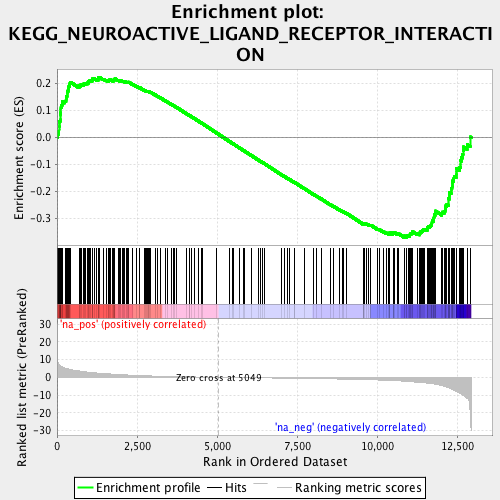 Enrichment plot:
KEGG_NEUROACTIVE_LIGAND_RECEPTOR_INTERACTI
ON
Enrichment score (ES)
0.2
0.1
0.0
-0.1
-0.2
-0.3
'na_pos' (positively correlated)
Ranked list metric (PreRanked)
30
20
10
0
-10
-20
-30
Zero cross at 5049
'na_neg' (negatively correlated)
0
2,500
5,000
7,500
10,000
12,500
Rank in Ordered Dataset
Enrichment profile
Hits
Ranking metric scores